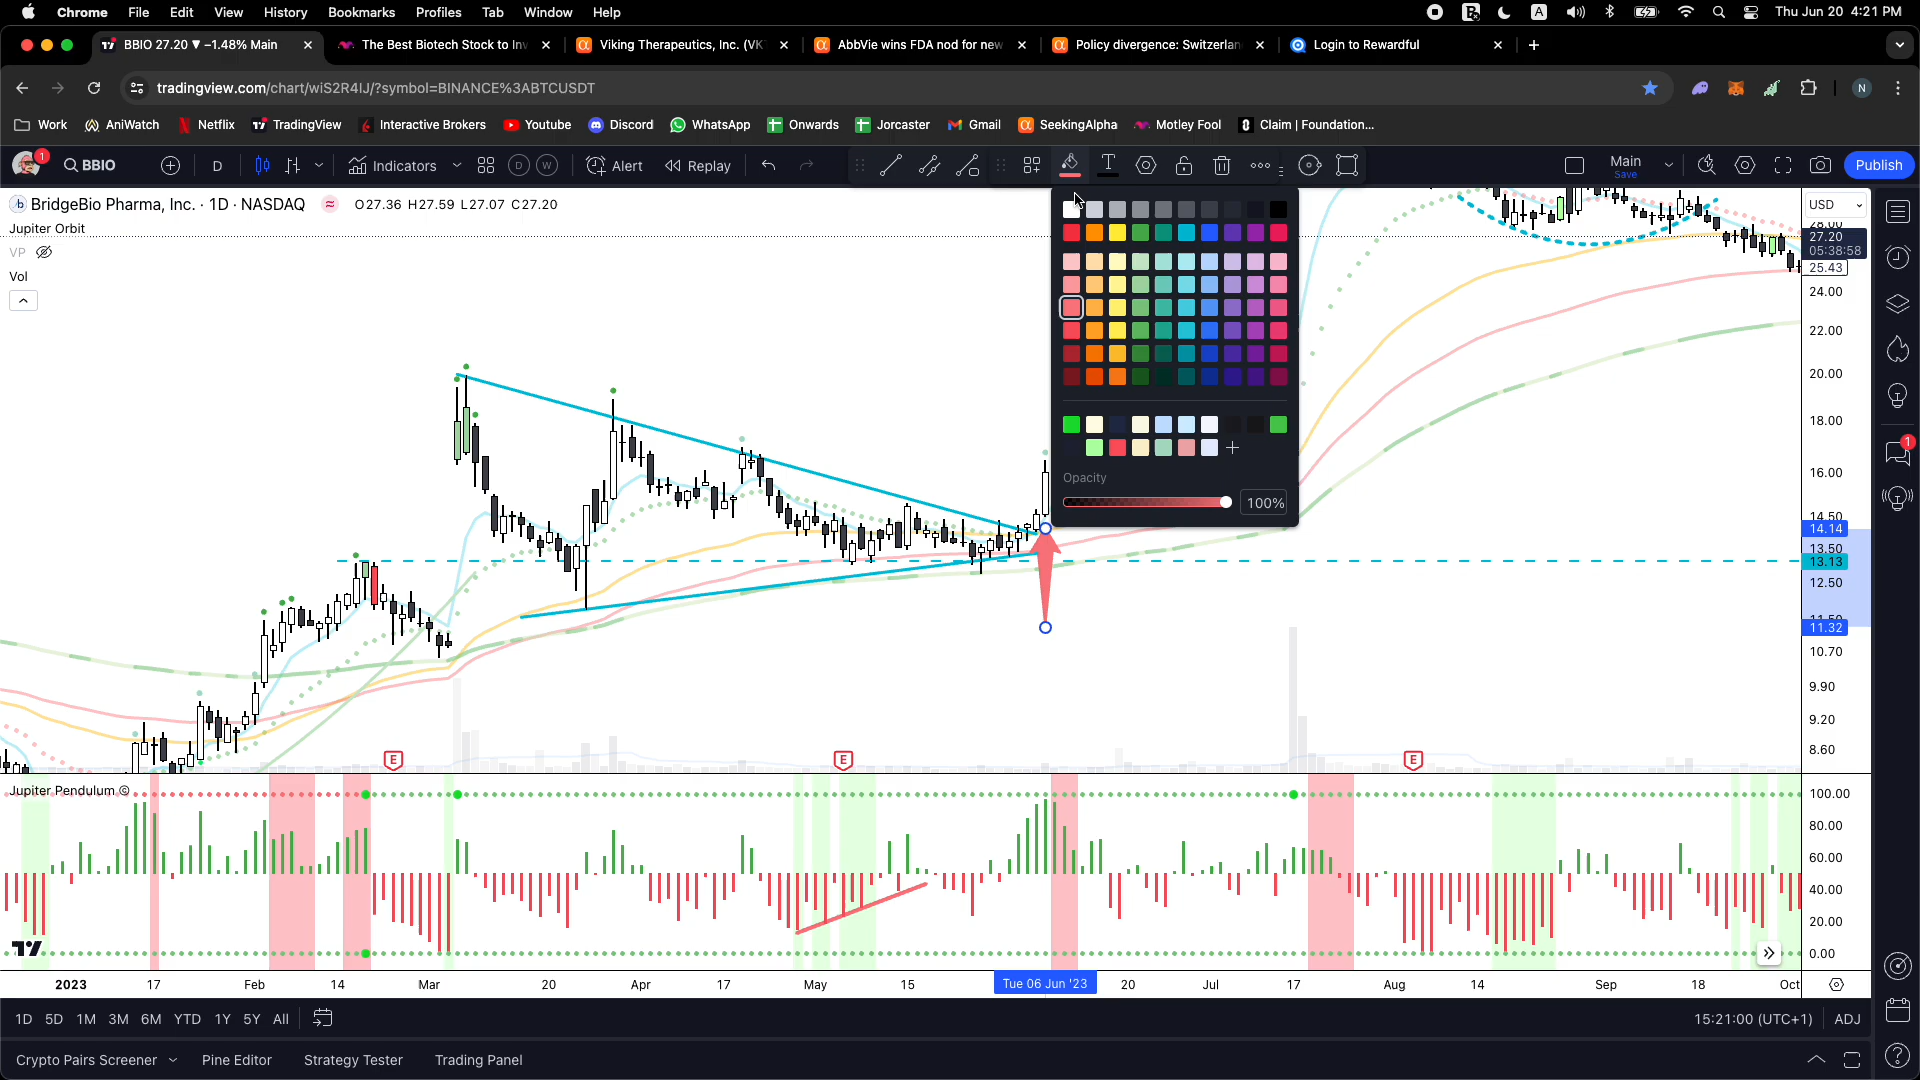 Chrome File Edit View History Bookmarks Profiles Tab Window Help A Thu Jun 20 4:21 PM
BBIO 27.20 ▼ −1.48% Main The Best Biotech Stock to Inv Viking Therapeutics, Inc. (VK AbbVie wins FDA nod for new Policy divergence: Switzerlan Login to Rewardful
tradingview.com/chart/wiS2R4IJ/?symbol=BINANCE%3ABTCUSDT N
Work AniWatch Netflix TradingView Interactive Brokers Youtube Discord WhatsApp Onwards Jorcaster Gmail SeekingAlpha Motley Fool Claim | Foundation...
1 BBIO D Indicators D W Alert Replay Main Save Publish
BridgeBio Pharma, Inc. · 1D · NASDAQ O27.36 H27.59 L27.07 C27.20 USD
Jupiter Orbit
VP
Vol
28.00
27.20
05:38:58
25.43
24.00
22.00
20.00
18.00
16.00
14.50
14.14
13.50
13.13
12.50
11.50
11.32
10.70
9.90
9.20
8.60
Opacity
100%
E E E
1
Jupiter Pendulum
100.00
80.00
60.00
40.00
20.00
0.00
2023 17 Feb 14 Mar 20 Apr 17 May 15 Tue 06 Jun '23 20 Jul 17 Aug 14 Sep 18 Oct
1D 5D 1M 3M 6M YTD 1Y 5Y All 15:21:00 (UTC+1) ADJ
Crypto Pairs Screener Pine Editor Strategy Tester Trading Panel